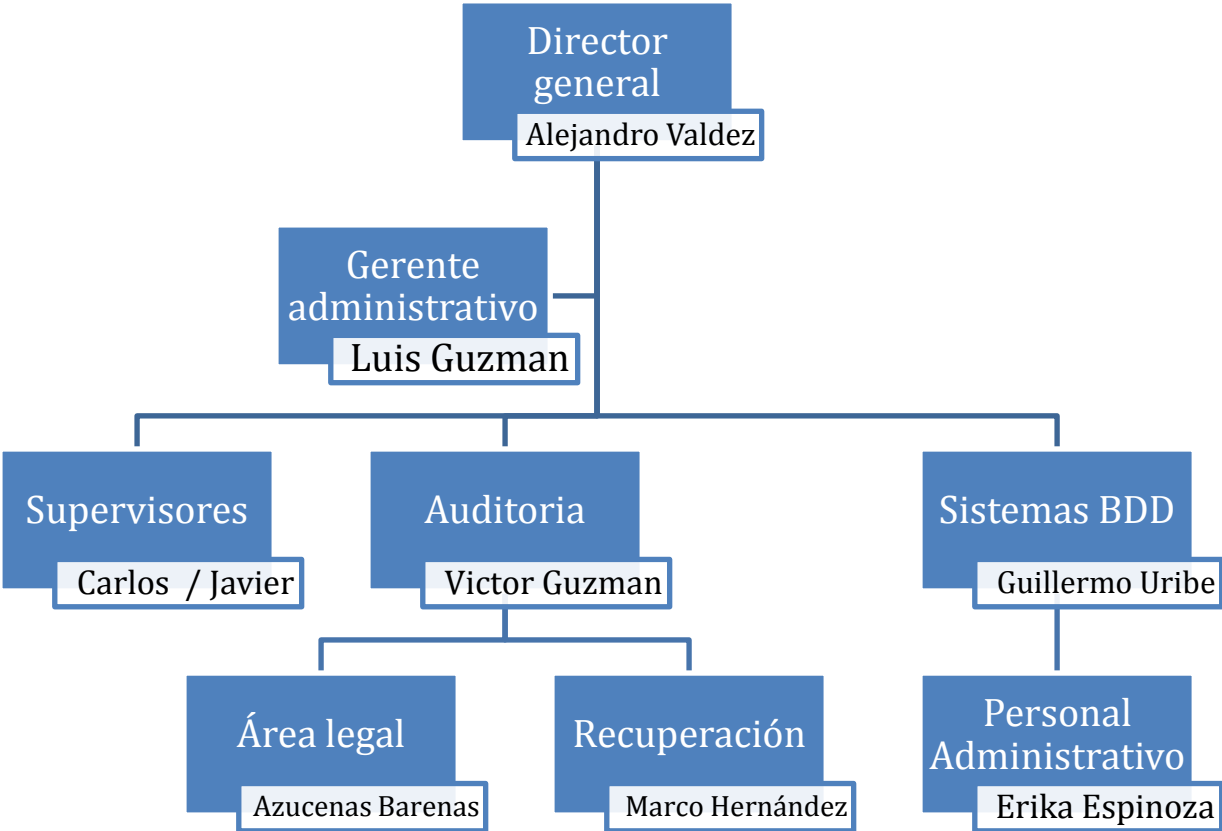 Director
general
Alejandro Valdez
Gerente
administrativo
Luis Guzman
Supervisores
Carlos / Javier
Auditoria
Victor Guzman
Sistemas BDD
Guillermo Uribe
Área legal
Azucenas Barenas
Recuperación
Marco Hernández
Personal
Administrativo
Erika Espinoza